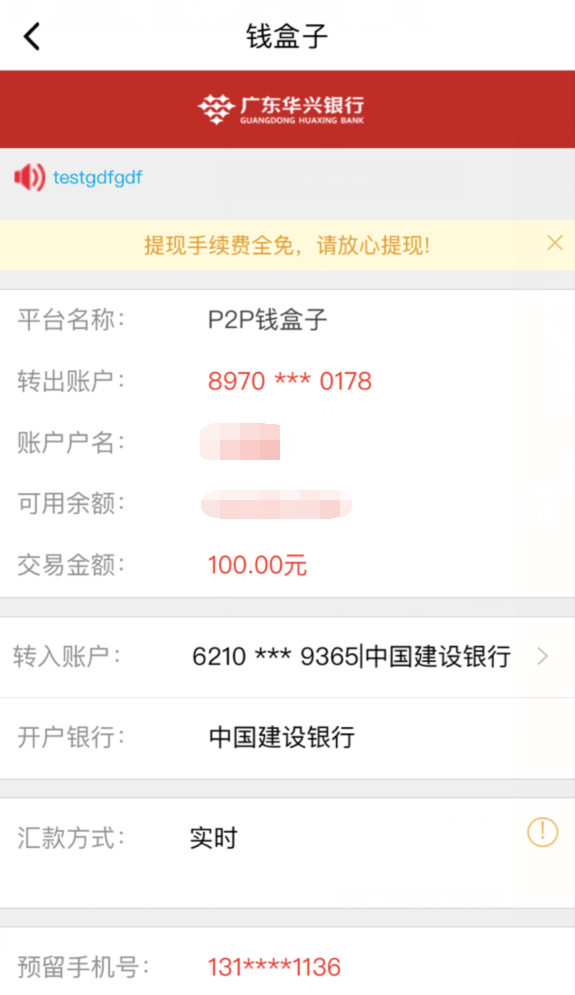 钱盒子
广东华兴银行
GUANGDONG HUAXING BANK
testgdfgdf
提现手续费全免，请放心提现!
平台名称： P2P钱盒子
转出账户： 8970 *** 0178
账户户名：
可用余额：
交易金额： 100.00元
转入账户： 6210 *** 9365|中国建设银行
开户银行： 中国建设银行
汇款方式： 实时
预留手机号： 131****1136